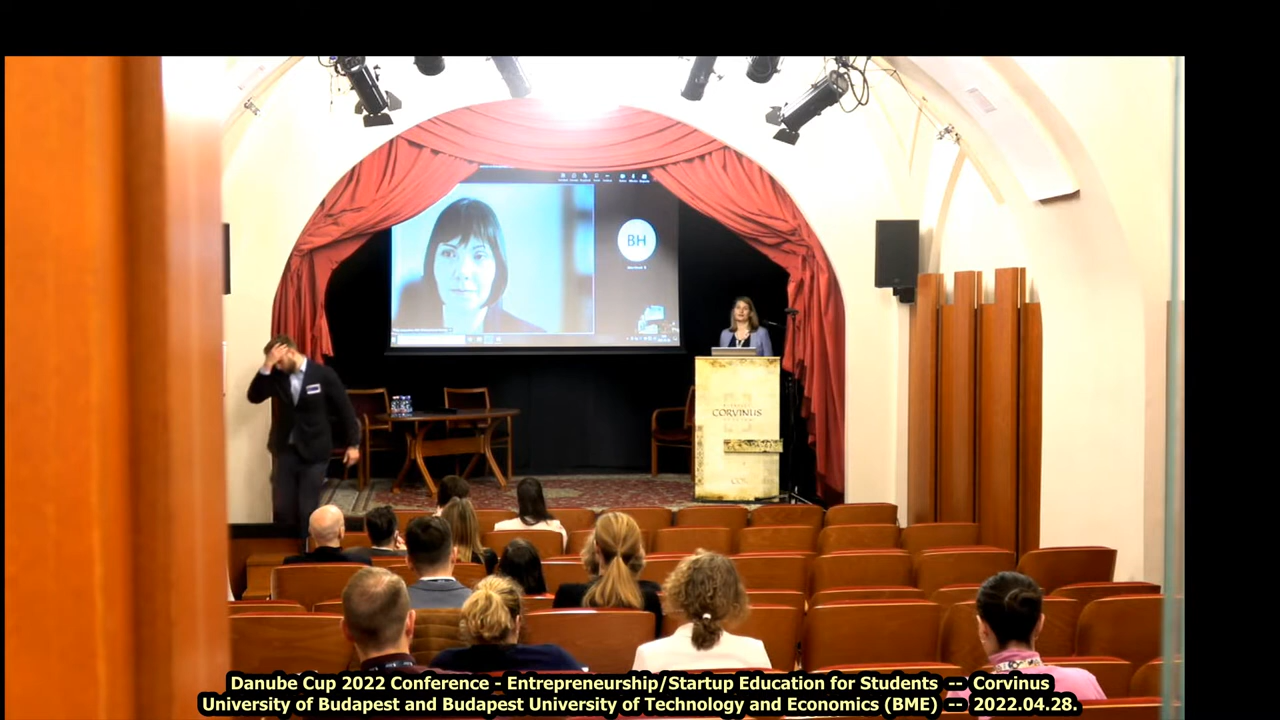 BH
CORVINUS
Danube Cup 2022 Conference - Entrepreneurship/Startup Education for Students -- Corvinus
University of Budapest and Budapest University of Technology and Economics (BME) -- 2022.04.28.